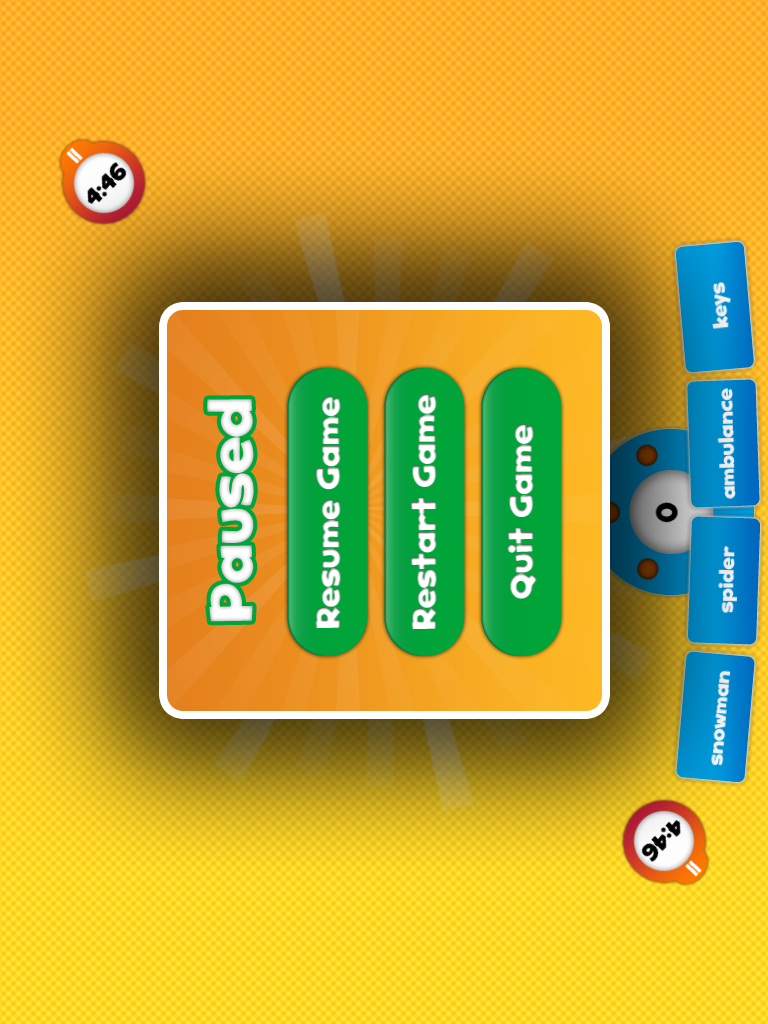 4:46
Paused
Resume Game
Restart Game
Quit Game
4:46
0
snowman
spider
ambulance
keys